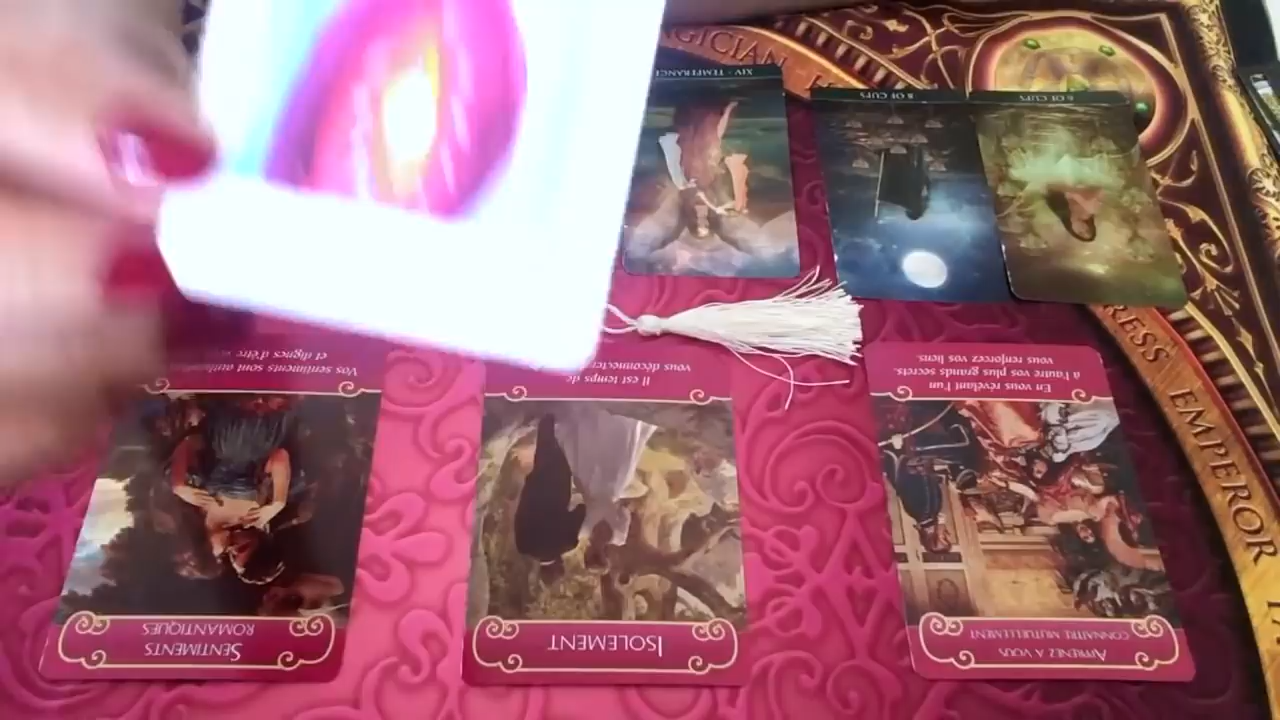 MAGICIAN
XIV · TEMPERANCE
8 OF CUPS
6 OF CUPS
EMPEROR
Vos sentiments sont
et dignes d'être
Il est temps de
vous
En vous révélant l'un
à l'autre vos plus grands secrets,
vous renforcez vos liens.
SENTIMENTS
ROMANTIQUES
ISOLEMENT
APPRENEZ À VOUS
CONNAÎTRE MUTUELLEMENT